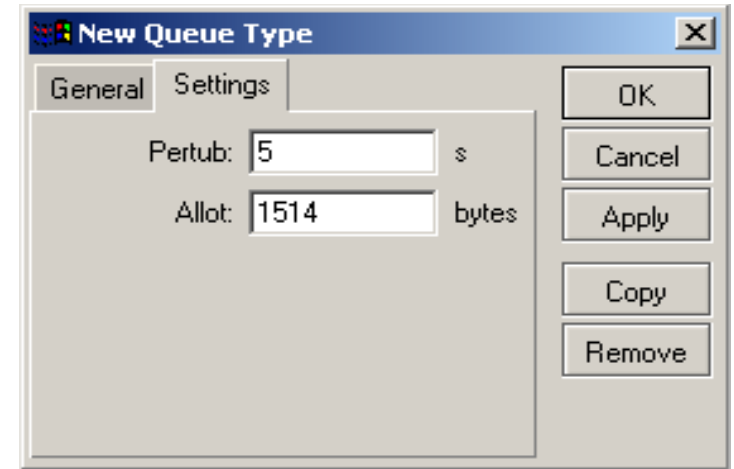 New Queue Type
General Settings
Pertub: 5 s
Allot: 1514 bytes
OK
Cancel
Apply
Copy
Remove